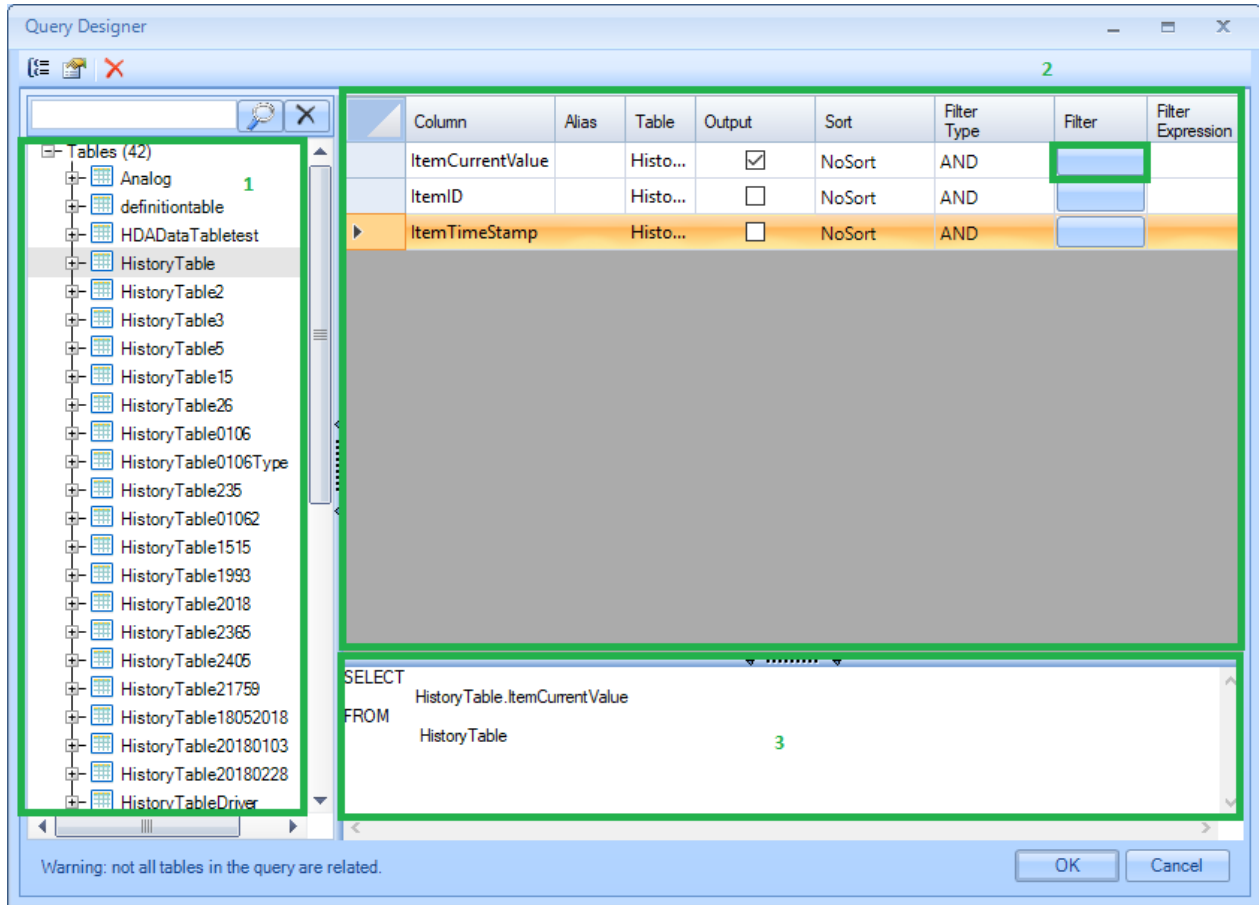 Query Designer
2
Column Alias Table Output Sort Filter Type Filter Filter Expression
Tables (42)
1
Analog
definitiontable
HDADataTabletest
HistoryTable
HistoryTable2
HistoryTable3
HistoryTable5
HistoryTable15
HistoryTable26
HistoryTable0106
HistoryTable0106Type
HistoryTable235
HistoryTable01062
HistoryTable1515
HistoryTable1993
HistoryTable2018
HistoryTable2365
HistoryTable2405
HistoryTable21759
HistoryTable18052018
HistoryTable20180103
HistoryTable20180228
HistoryTableDriver
ItemCurrentValue Histo... NoSort AND
ItemID Histo... NoSort AND
ItemTimeStamp Histo... NoSort AND
SELECT
HistoryTable.ItemCurrentValue
FROM
HistoryTable
3
Warning: not all tables in the query are related.
OK Cancel